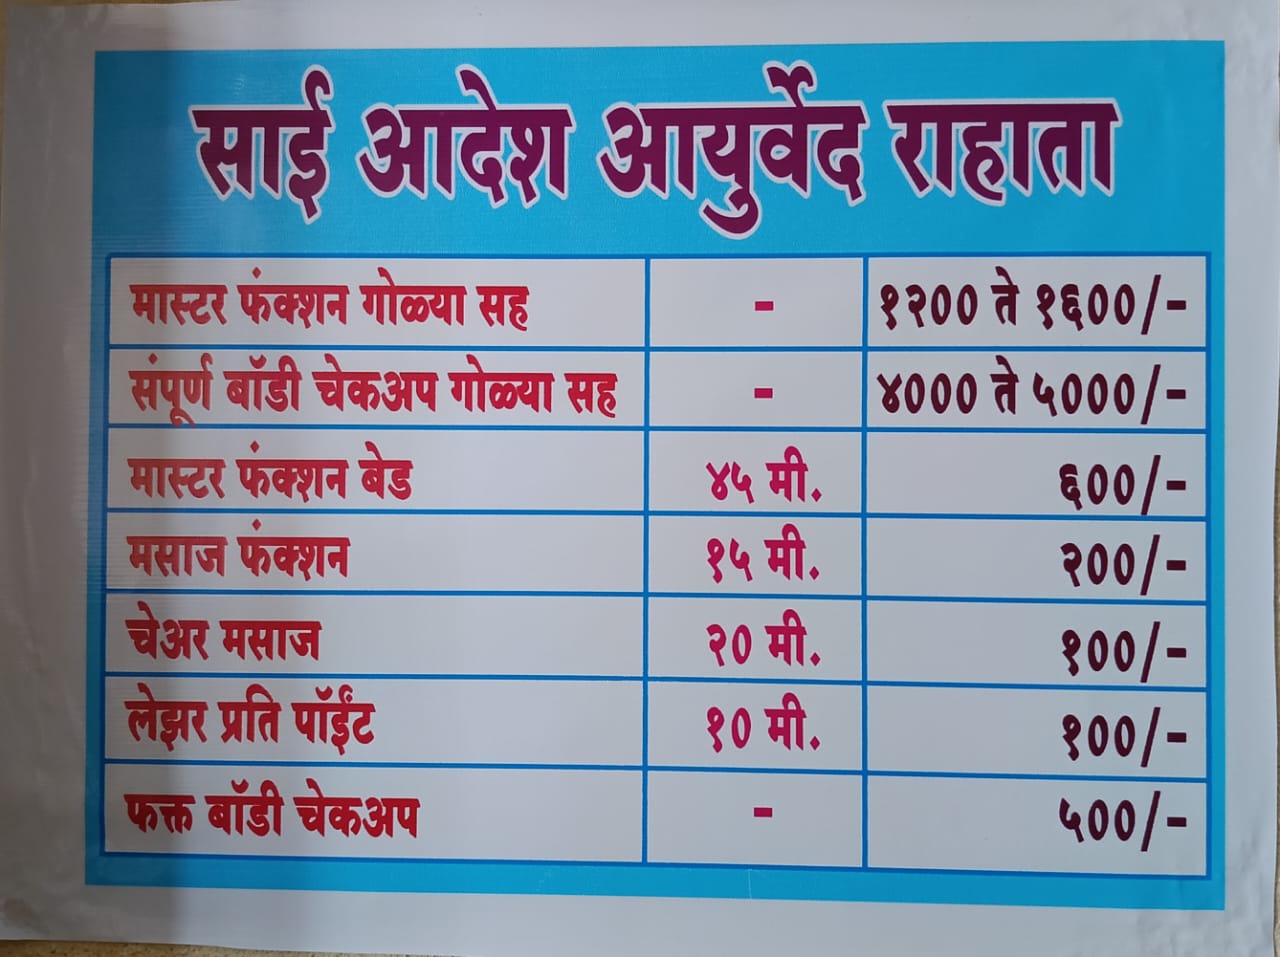 साई आदेश आयुर्वेद राहाता
मास्टर फंक्शन गोळ्या सह - १२०० ते १६००/-
संपूर्ण बॉडी चेकअप गोळ्या सह - ४००० ते ५०००/-
मास्टर फंक्शन बेड ४५ मी. ६००/-
मसाज फंक्शन १५ मी. २००/-
चेअर मसाज २० मी. १००/-
लेझर प्रति पॉईंट १० मी. १००/-
फक्त बॉडी चेकअप - ५००/-